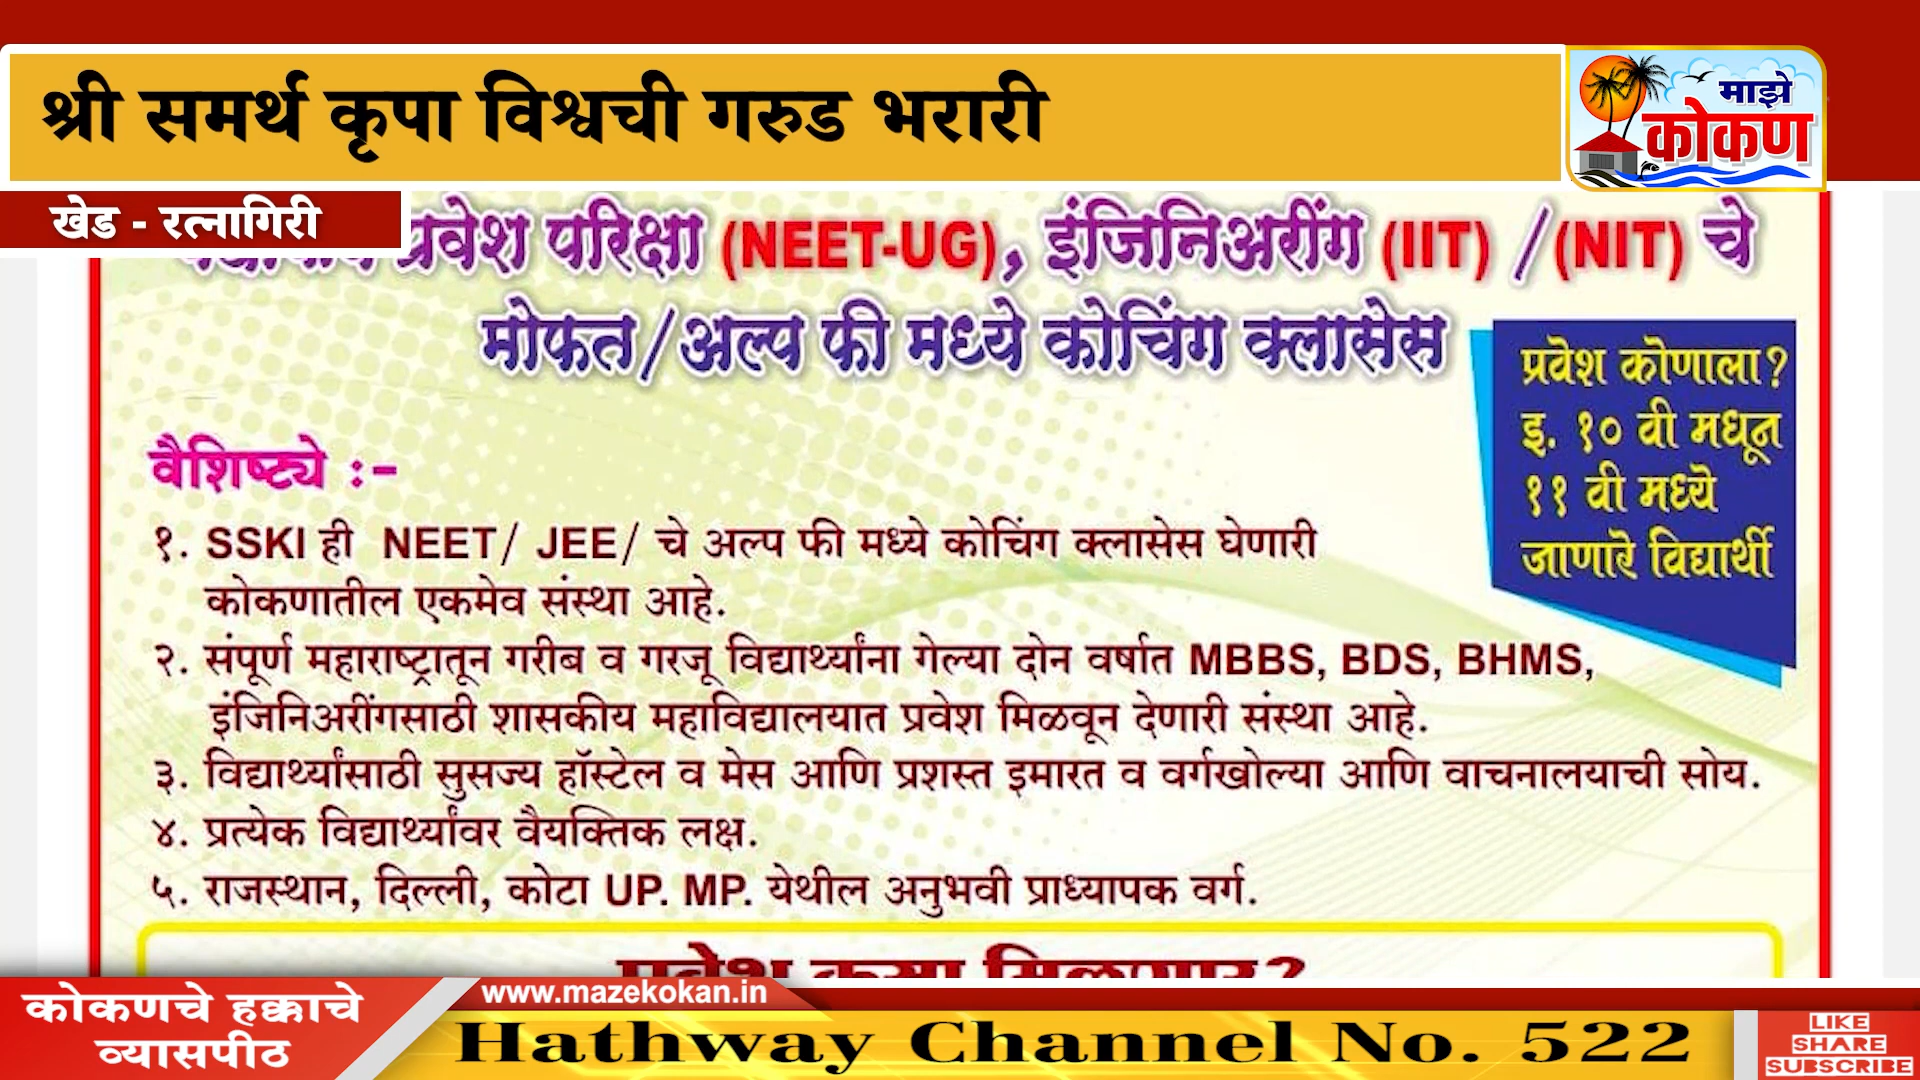 श्री समर्थ कृपा विश्वची गरुड भरारी
माझे
कोकण
खेड - रत्नागिरी
प्रवेश परिक्षा (NEET-UG), इंजिनिअरींग (IIT) /(NIT) चे
मोफत/अल्प फी मध्ये कोचिंग क्लासेस
प्रवेश कोणाला?
इ. १० वी मधून
११ वी मध्ये
जाणारे विद्यार्थी
वैशिष्ट्ये :-
१. SSKI ही NEET/ JEE/ चे अल्प फी मध्ये कोचिंग क्लासेस घेणारी
कोकणातील एकमेव संस्था आहे.
२. संपूर्ण महाराष्ट्रातून गरीब व गरजू विद्यार्थ्यांना गेल्या दोन वर्षात MBBS, BDS, BHMS,
इंजिनिअरींगसाठी शासकीय महाविद्यालयात प्रवेश मिळवून देणारी संस्था आहे.
३. विद्यार्थ्यांसाठी सुसज्य हॉस्टेल व मेस आणि प्रशस्त इमारत व वर्गखोल्या आणि वाचनालयाची सोय.
४. प्रत्येक विद्यार्थ्यांवर वैयक्तिक लक्ष.
५. राजस्थान, दिल्ली, कोटा UP. MP. येथील अनुभवी प्राध्यापक वर्ग.
कोकणचे हक्काचे
व्यासपीठ
www.mazekokan.in
Hathway Channel No. 522
LIKE
SHARE
SUBSCRIBE